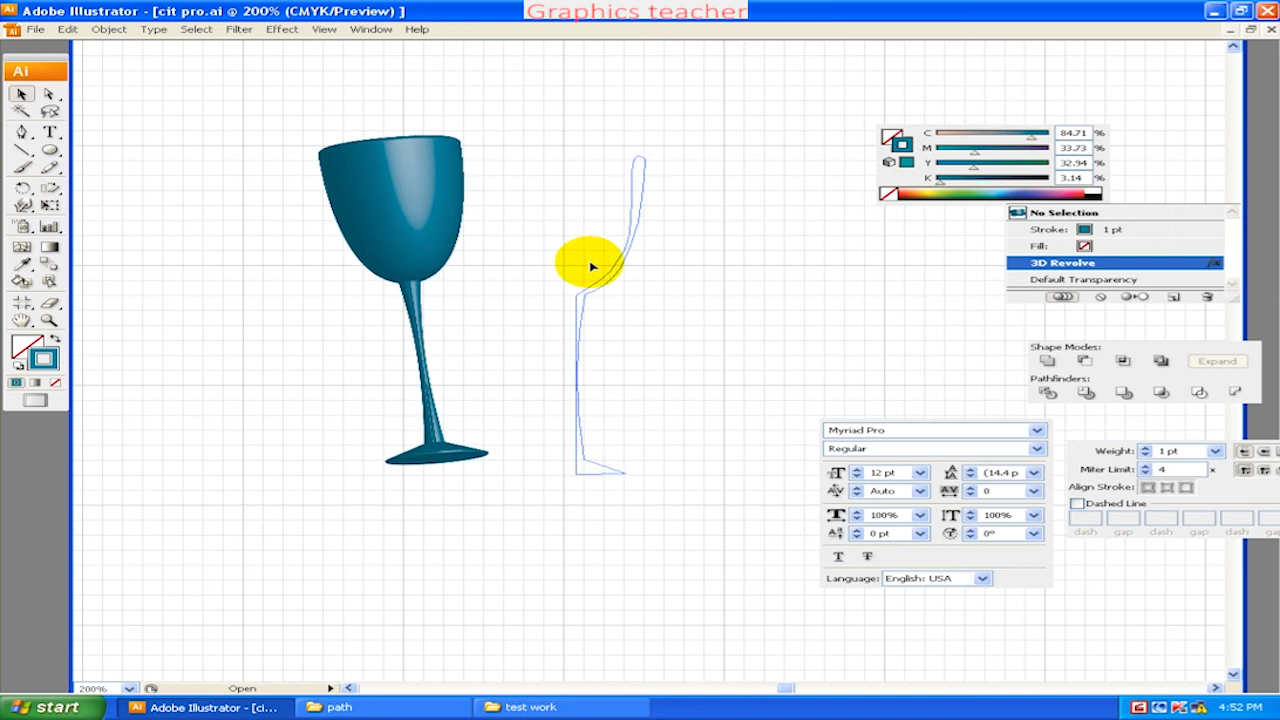 Adobe Illustrator - [cit pro.ai @ 200% (CMYK/Preview) ]
Graphics teacher
File Edit Object Type Select Filter Effect View Window Help
Ai
C 84.71 %
M 33.73 %
Y 32.94 %
K 3.14 %
No Selection
Stroke: 1 pt
Fill:
3D Revolve
Default Transparency
Shape Modes:
Expand
Pathfinders:
Myriad Pro
Regular
12 pt (14.4 p
Auto 0
100% 100%
0 pt 0°
Language: English: USA
Weight: 1 pt
Miter Limit: 4 x
Align Stroke:
Dashed Line
dash gap dash gap dash gap
200% Open
start Adobe Illustrator - [ci... path test work 4:52 PM